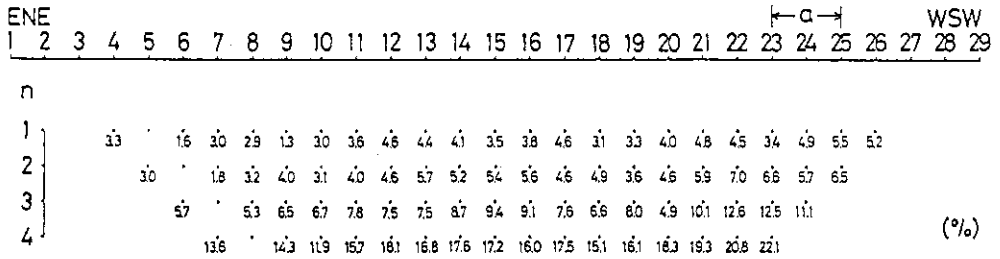 ENE a WSW
1 2 3 4 5 6 7 8 9 10 11 12 13 14 15 16 17 18 19 20 21 22 23 24 25 26 27 28 29
n
1 3.3 1.6 3.0 2.9 1.3 3.0 3.6 4.6 4.4 4.1 3.5 3.8 4.6 3.1 3.3 4.0 4.8 4.5 3.4 4.9 5.5 5.2
2 3.0 1.8 3.2 4.0 3.1 4.0 4.6 5.7 5.2 5.4 5.6 4.6 4.9 3.6 4.6 5.9 7.0 6.6 5.7 6.5
3 5.7 5.3 6.5 6.7 7.8 7.5 7.5 8.7 9.4 9.1 7.6 6.6 8.0 4.9 10.1 12.6 12.5 11.1
(%)
4 13.6 14.3 11.9 15.7 18.1 16.8 17.6 17.2 16.0 17.5 15.1 16.1 18.3 19.3 20.8 22.1